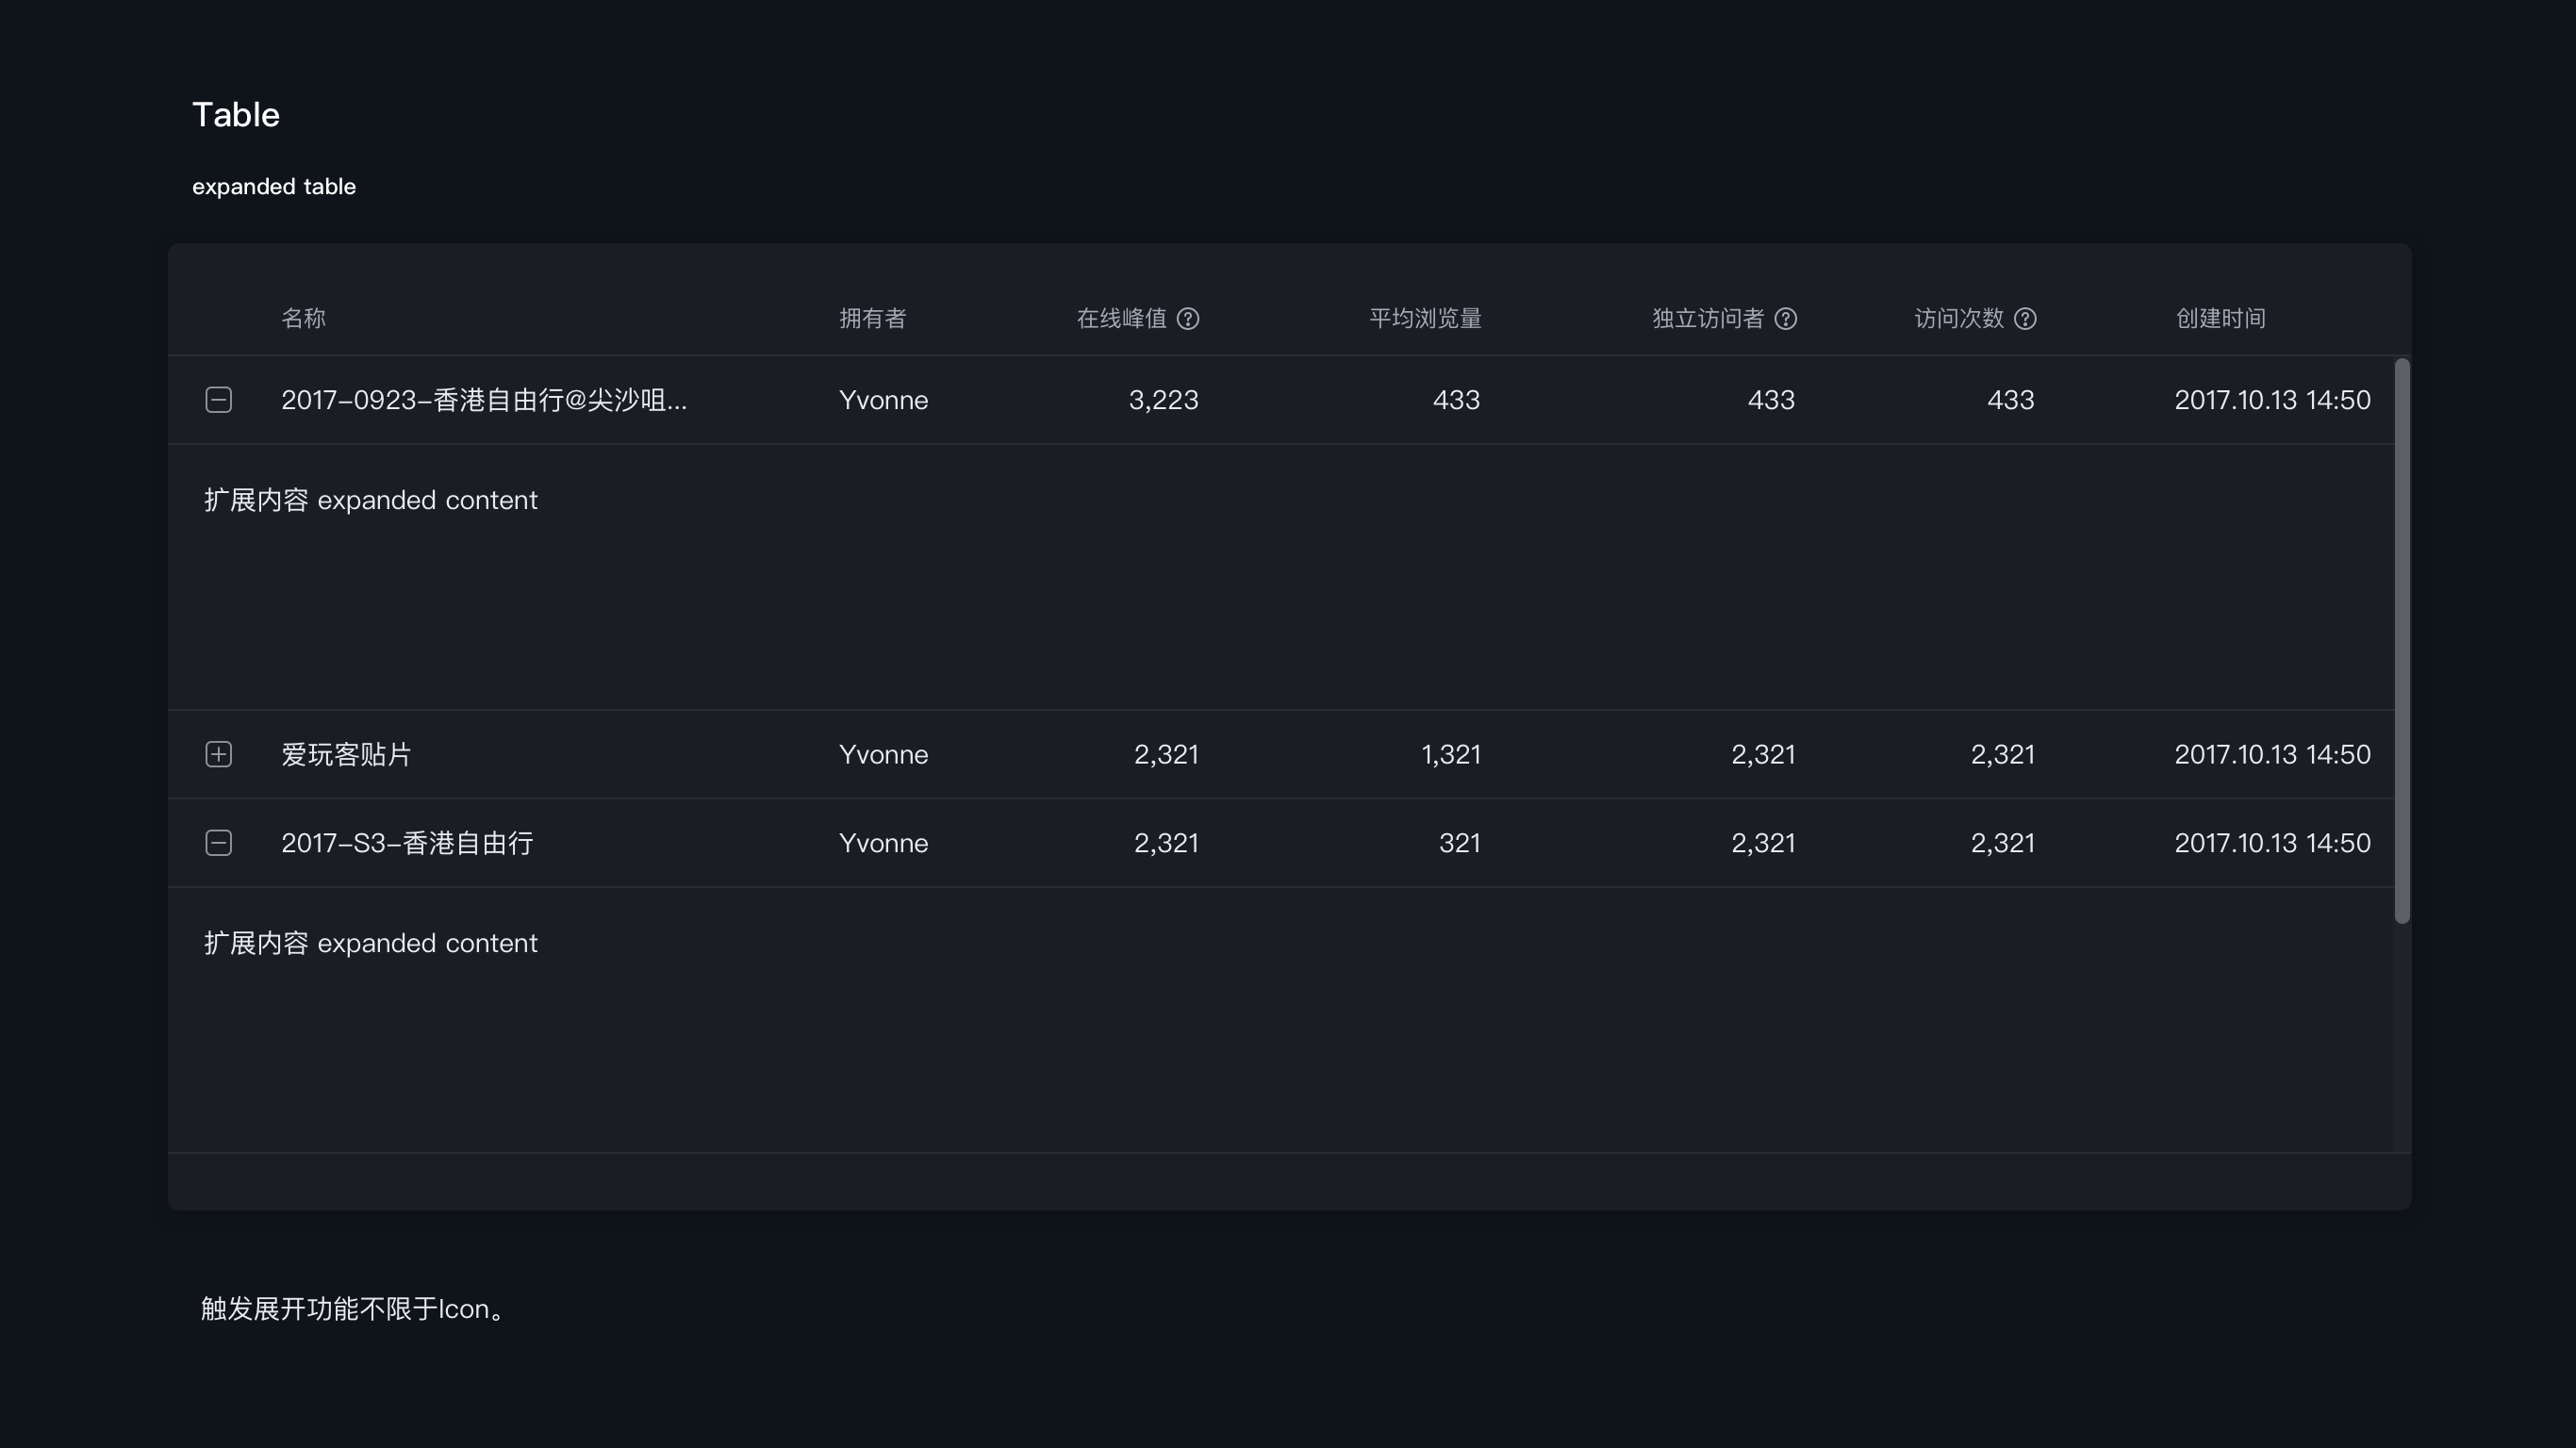 Table
expanded table
名称 拥有者 在线峰值 平均浏览量 独立访问者 访问次数 创建时间
2017-0923-香港自由行@尖沙咀... Yvonne 3,223 433 433 433 2017.10.13 14:50
扩展内容 expanded content
爱玩客贴片 Yvonne 2,321 1,321 2,321 2,321 2017.10.13 14:50
2017-S3-香港自由行 Yvonne 2,321 321 2,321 2,321 2017.10.13 14:50
扩展内容 expanded content
触发展开功能不限于Icon。